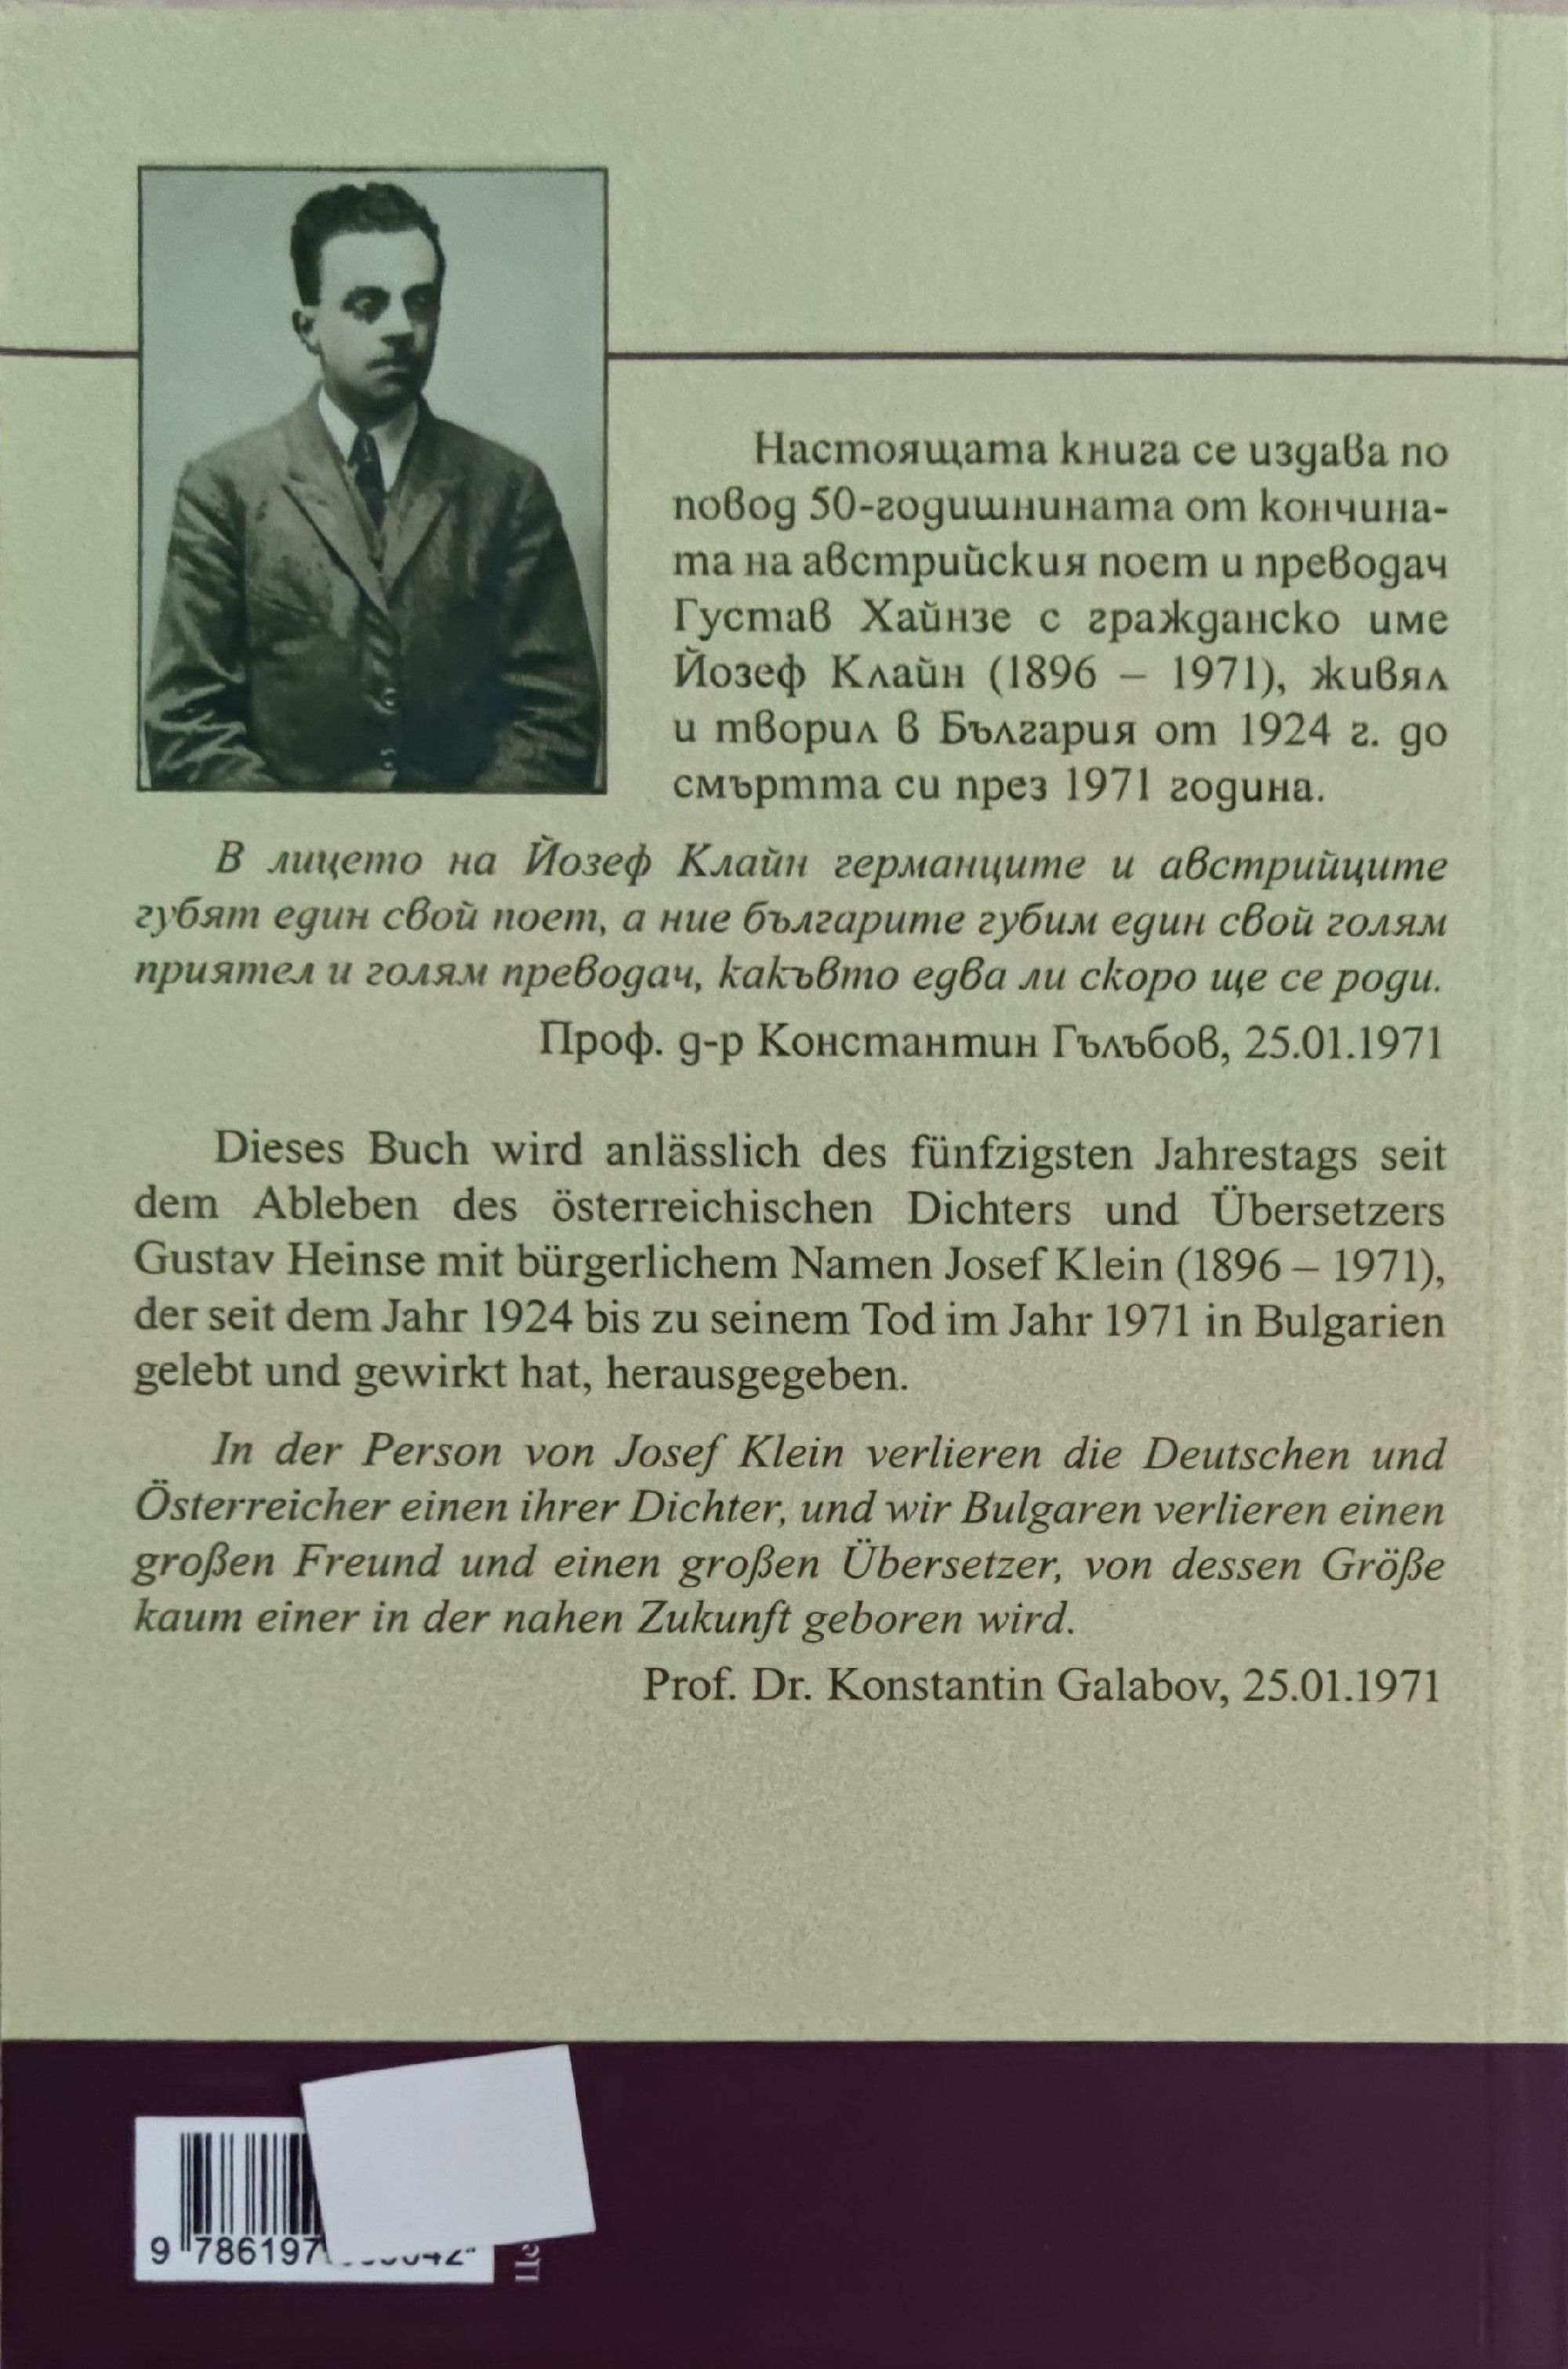 Настоящата книга се издава по
повод 50-годишнината от кончина-
та на австрийския поет и преводач
Густав Хайнзе с гражданско име
Йозеф Клайн (1896 – 1971), живял
и творил в България от 1924 г. до
смъртта си през 1971 година.
В лицето на Йозеф Клайн германците и австрийците
губят един свой поет, а ние българите губим един свой голям
приятел и голям преводач, какъвто едва ли скоро ще се роди.
Проф. д-р Константин Гълъбов, 25.01.1971
Dieses Buch wird anlässlich des fünfzigsten Jahrestags seit
dem Ableben des österreichischen Dichters und Übersetzers
Gustav Heinse mit bürgerlichem Namen Josef Klein (1896 – 1971),
der seit dem Jahr 1924 bis zu seinem Tod im Jahr 1971 in Bulgarien
gelebt und gewirkt hat, herausgegeben.
In der Person von Josef Klein verlieren die Deutschen und
Österreicher einen ihrer Dichter, und wir Bulgaren verlieren einen
großen Freund und einen großen Übersetzer, von dessen Größe
kaum einer in der nahen Zukunft geboren wird.
Prof. Dr. Konstantin Galabov, 25.01.1971
9 786197